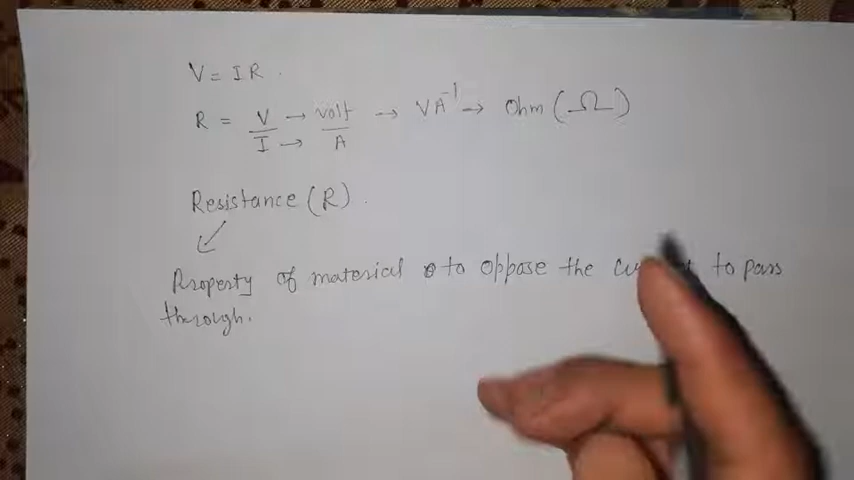 V = IR.
R = V/I → volt/A → VA⁻¹ → Ohm (Ω)
Resistance (R).
Property of material to oppose the to pass
through.